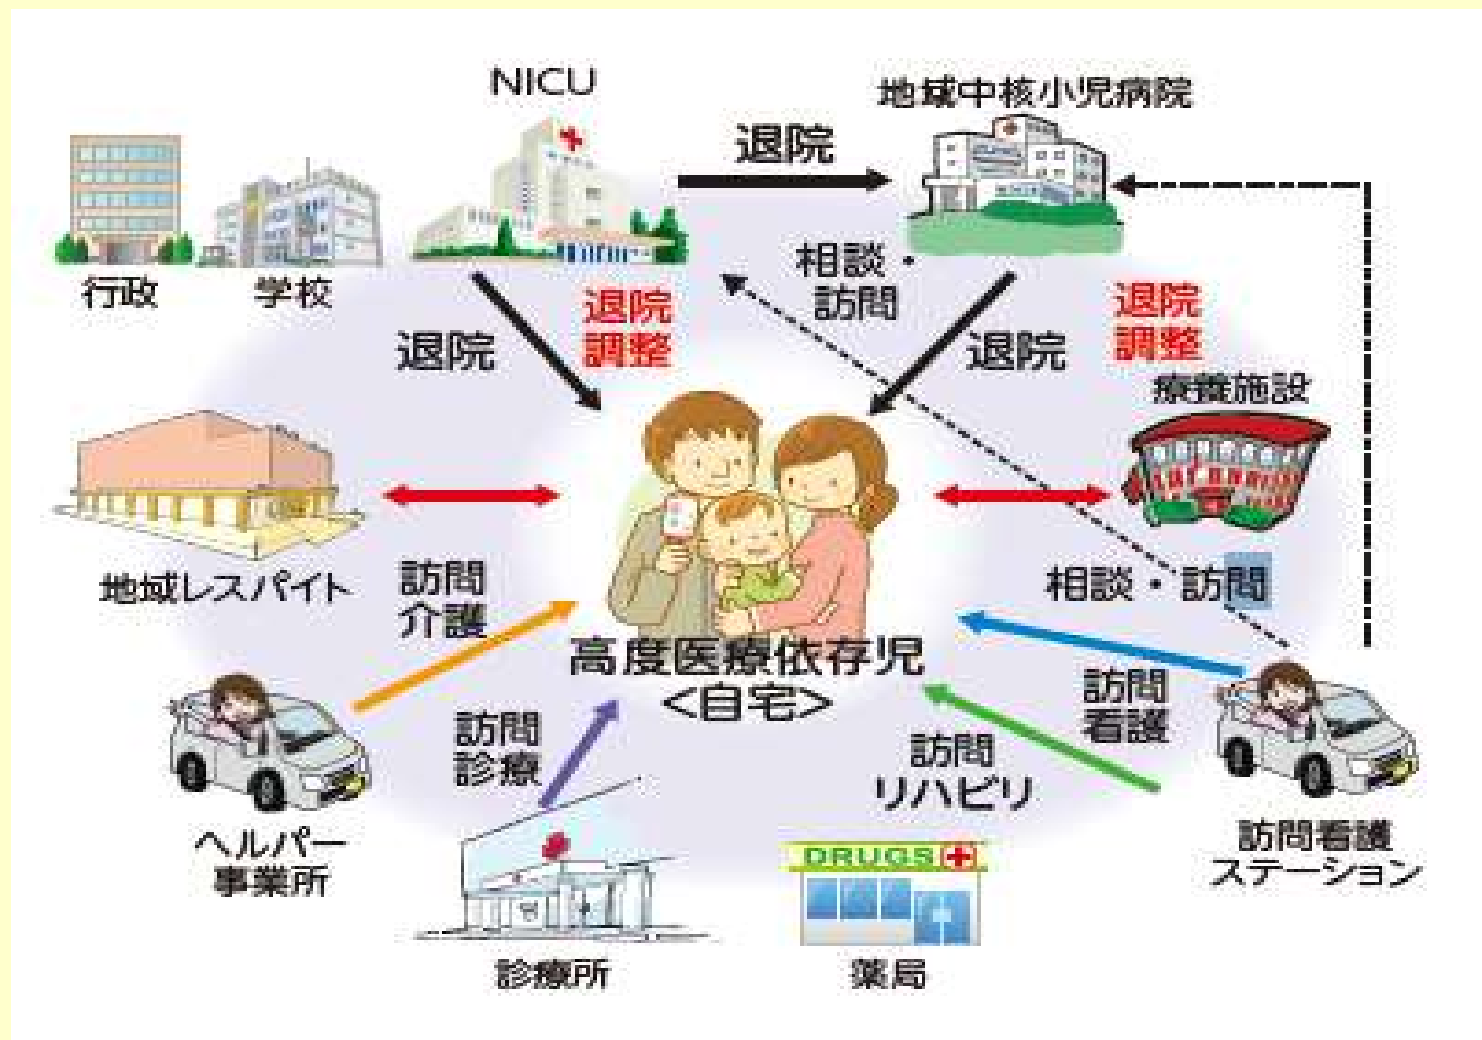 NICU
地域中核小児病院
退院
行政
学校
相談・
訪問
退院
調整
退院
退院
調整
退院
療養施設
地域レスパイト
訪問
介護
相談・訪問
高度医療依存児
<自宅>
訪問
看護
訪問
診療
訪問
リハビリ
ヘルパー
事業所
DRUGS
訪問看護
ステーション
診療所
薬局